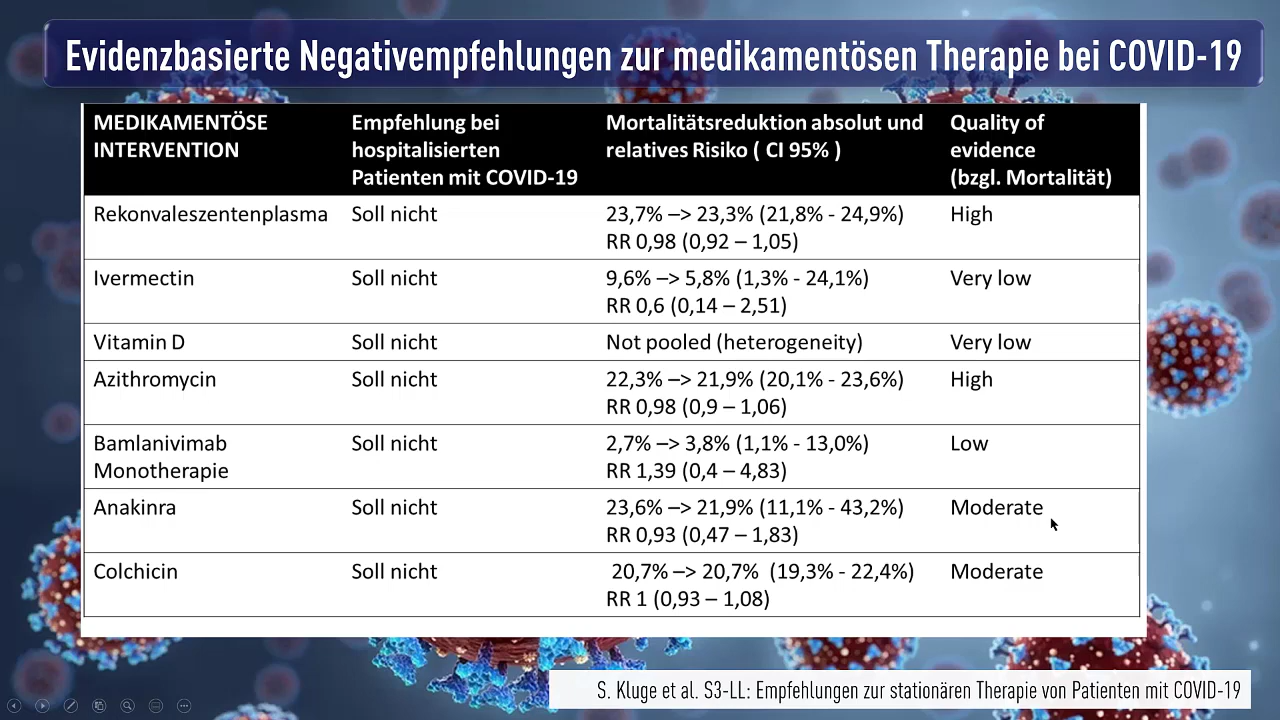 Evidenzbasierte Negativempfehlungen zur medikamentösen Therapie bei COVID-19
MEDIKAMENTÖSE INTERVENTION
Empfehlung bei hospitalisierten Patienten mit COVID-19
Mortalitätsreduktion absolut und relatives Risiko ( CI 95% )
Quality of evidence (bzgl. Mortalität)
Rekonvaleszentenplasma
Soll nicht
23,7% –> 23,3% (21,8% - 24,9%)
RR 0,98 (0,92 – 1,05)
High
Ivermectin
Soll nicht
9,6% –> 5,8% (1,3% - 24,1%)
RR 0,6 (0,14 – 2,51)
Very low
Vitamin D
Soll nicht
Not pooled (heterogeneity)
Very low
Azithromycin
Soll nicht
22,3% –> 21,9% (20,1% - 23,6%)
RR 0,98 (0,9 – 1,06)
High
Bamlanivimab
Monotherapie
Soll nicht
2,7% –> 3,8% (1,1% - 13,0%)
RR 1,39 (0,4 – 4,83)
Low
Anakinra
Soll nicht
23,6% –> 21,9% (11,1% - 43,2%)
RR 0,93 (0,47 – 1,83)
Moderate
Colchicin
Soll nicht
20,7% –> 20,7% (19,3% - 22,4%)
RR 1 (0,93 – 1,08)
Moderate
S. Kluge et al. S3-LL: Empfehlungen zur stationären Therapie von Patienten mit COVID-19